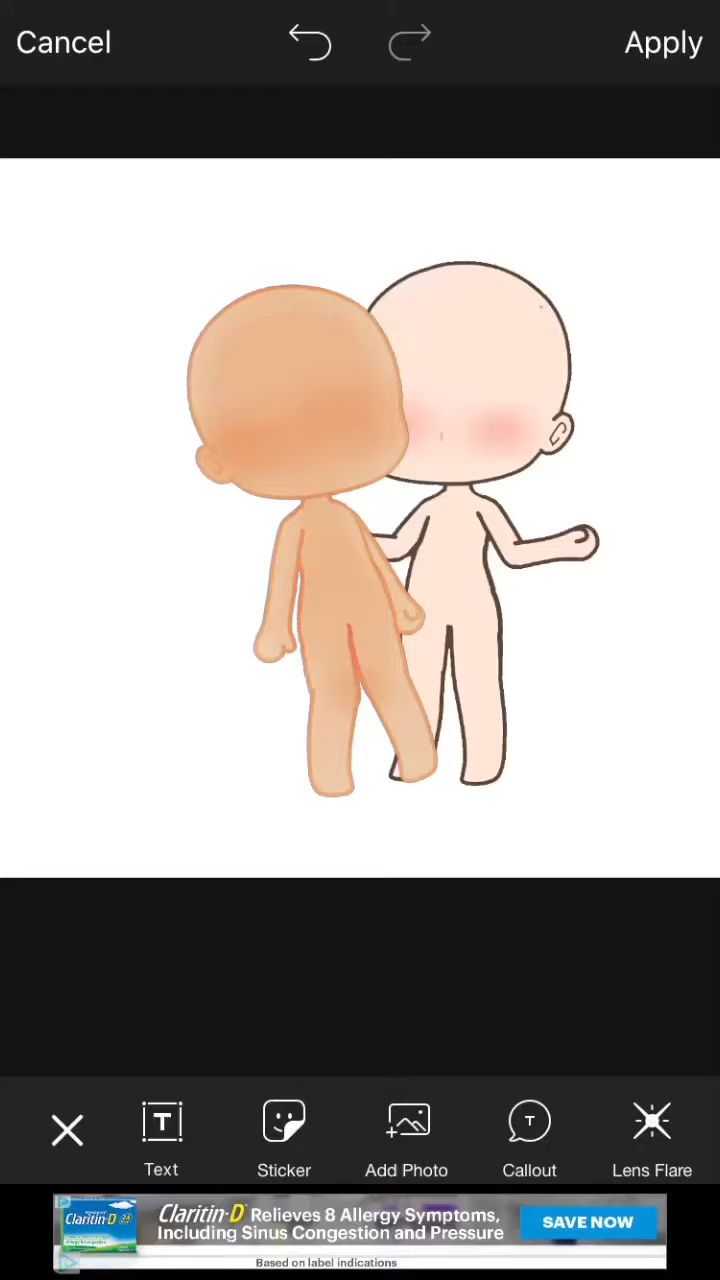 Cancel
Apply
Text
Sticker
Add Photo
Callout
Lens Flare
Claritin-D Relieves 8 Allergy Symptoms,
Including Sinus Congestion and Pressure
SAVE NOW
Claritin-D
Based on label indications